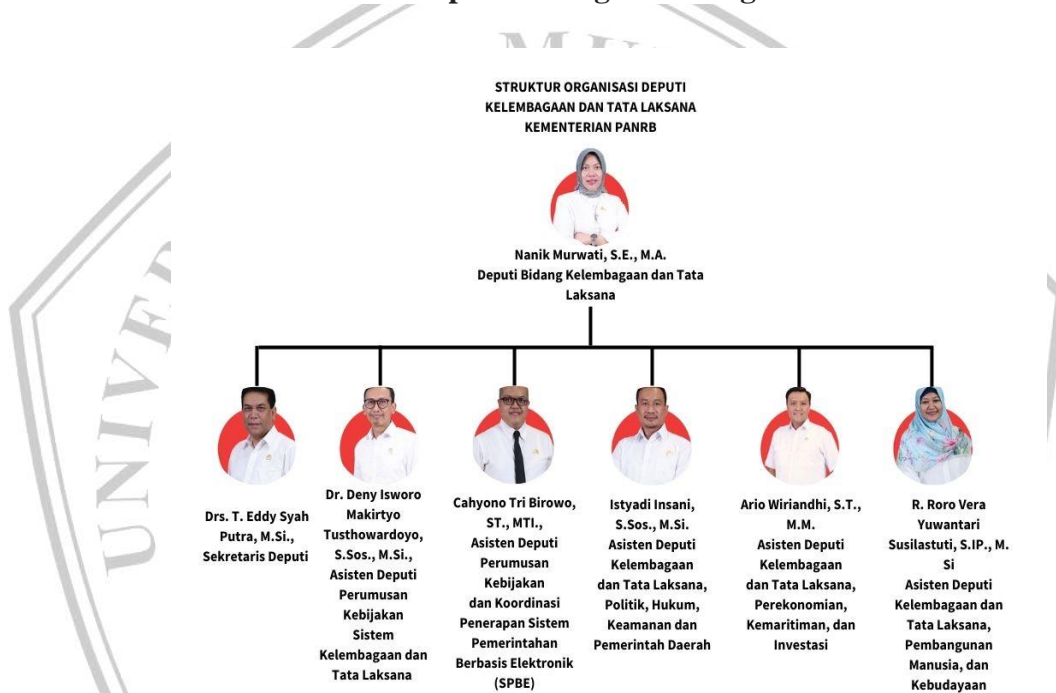 STRUKTUR ORGANISASI DEPUTI
KELEMBAGAAN DAN TATA LAKSANA
KEMENTERIAN PANRB
Nanik Murwati, S.E., M.A.
Deputi Bidang Kelembagaan dan Tata
Laksana
Drs. T. Eddy Syah
Putra, M.Si.,
Sekretaris Deputi
Dr. Deny Isworo
Makirtyo
Tusthowardoyo,
S.Sos., M.Si.,
Asisten Deputi
Perumusan
Kebijakan
Sistem
Kelembagaan dan
Tata Laksana
Cahyono Tri Birowo,
ST., MTI.,
Asisten Deputi
Perumusan
Kebijakan
dan Koordinasi
Penerapan Sistem
Pemerintahan
Berbasis Elektronik
(SPBE)
Istyadi Insani,
S.Sos., M.Si.
Asisten Deputi
Kelembagaan
dan Tata Laksana,
Politik, Hukum,
Keamanan dan
Pemerintah Daerah
Ario Wiriandhi, S.T.,
M.M.
Asisten Deputi
Kelembagaan
dan Tata Laksana,
Perekonomian,
Kemaritiman, dan
Investasi
R. Roro Vera
Yuwantari
Susilastuti, S.IP., M.
Si
Asisten Deputi
Kelembagaan dan
Tata Laksana,
Pembangunan
Manusia, dan
Kebudayaan